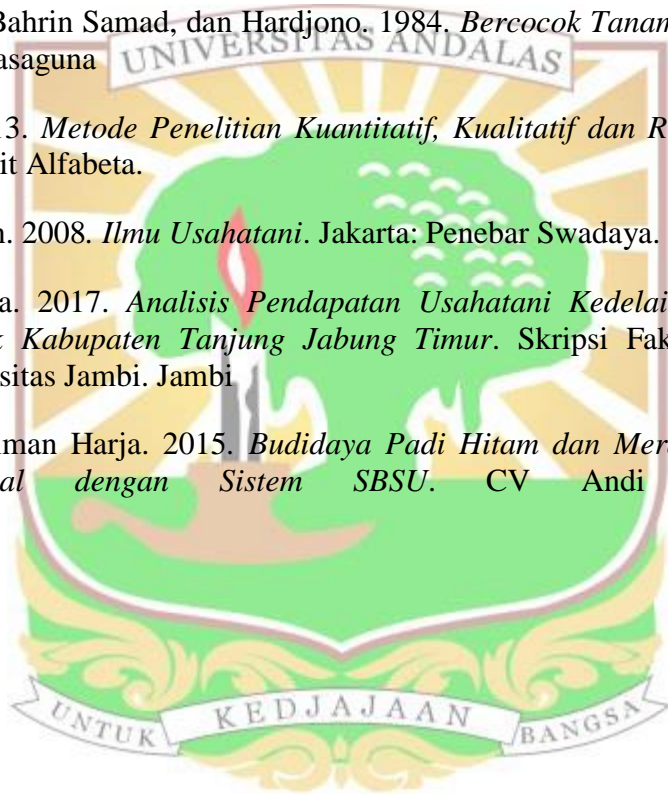 Bahrin Samad, dan Hardjono. 1984. Bercocok Tanam
asaguna
UNIVERSITAS ANDALAS
13. Metode Penelitian Kuantitatif, Kualitatif dan R
it Alfabeta.
n. 2008. Ilmu Usahatani. Jakarta: Penebar Swadaya.
a. 2017. Analisis Pendapatan Usahatani Kedelai
Kabupaten Tanjung Jabung Timur. Skripsi Fak
sitas Jambi. Jambi
man Harja. 2015. Budidaya Padi Hitam dan Mer
al dengan Sistem SBSU. CV Andi
UNTUK KEDJAJAAN BANGSA